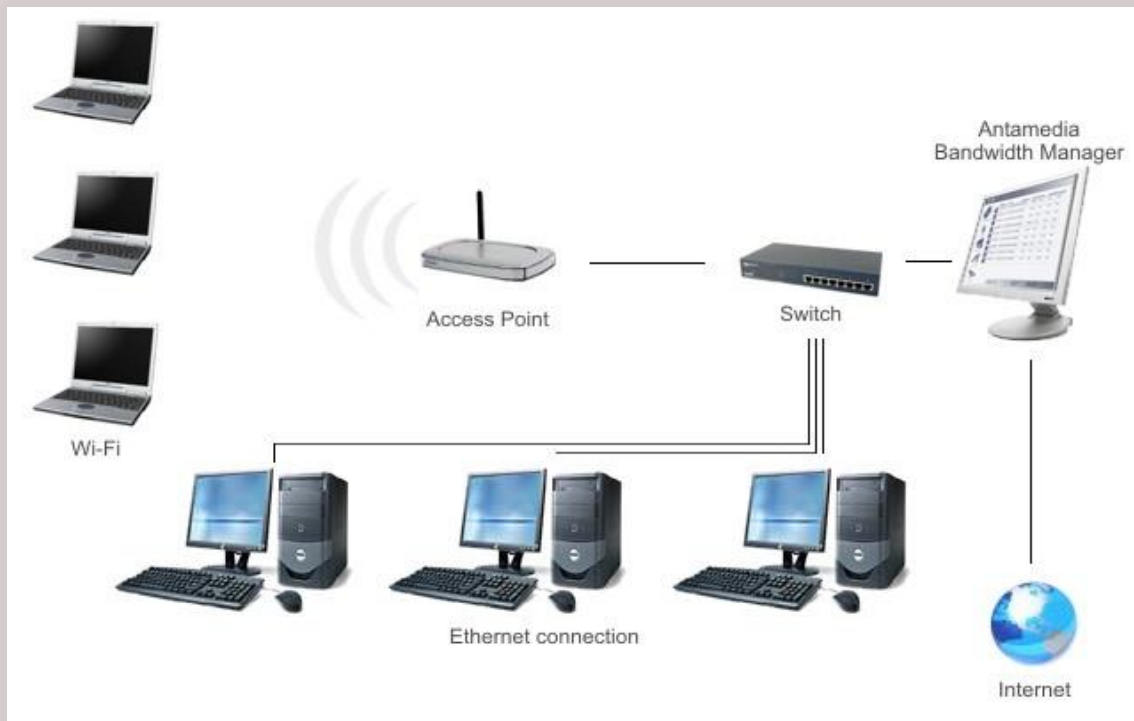 Antamedia
Bandwidth Manager
Access Point
Switch
Wi-Fi
Ethernet connection
Internet